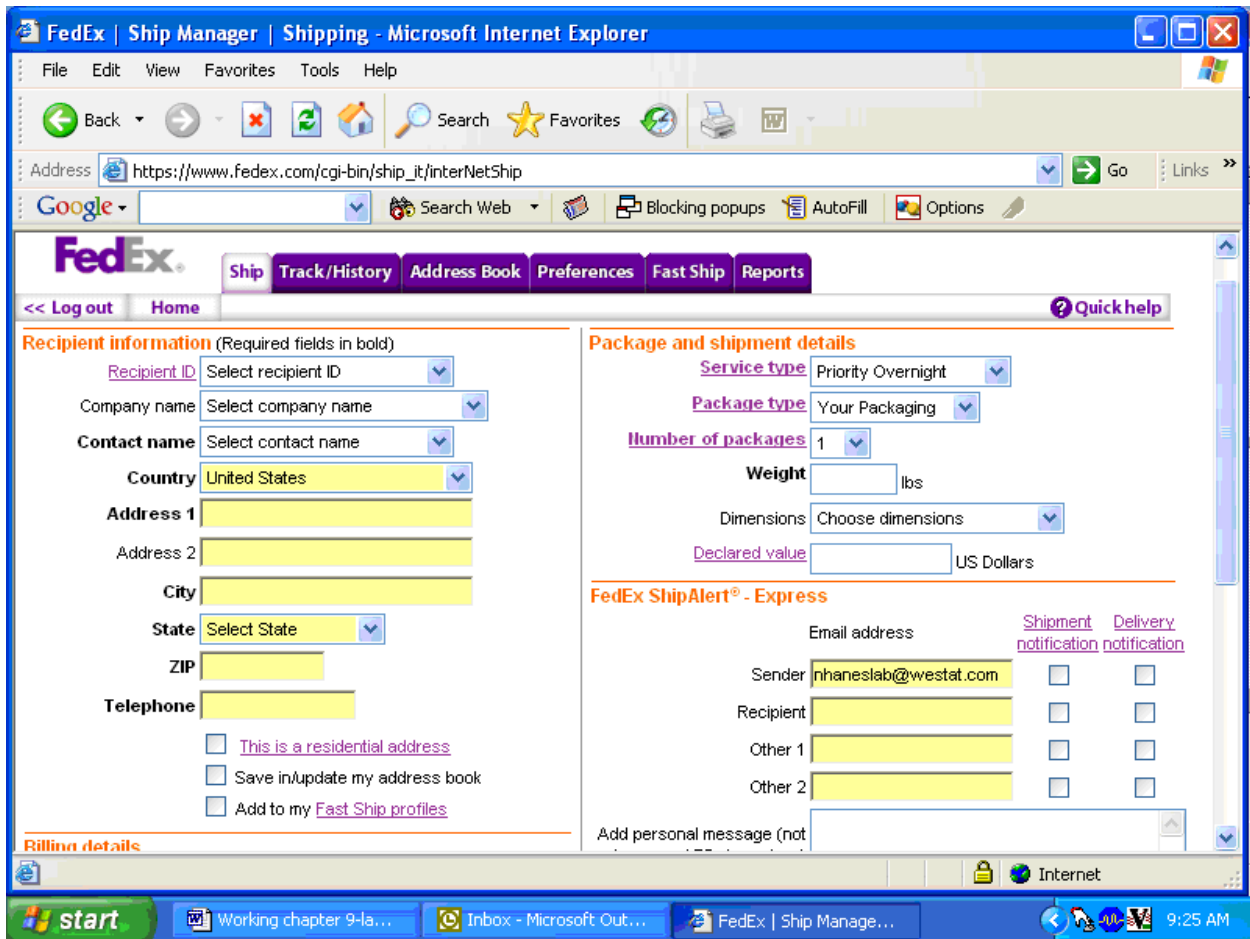 FedEx | Ship Manager | Shipping - Microsoft Internet Explorer
File Edit View Favorites Tools Help
Back Search Favorites
Address https://www.fedex.com/cgi-bin/ship_it/interNetShip Go Links »
Google Search Web Blocking popups AutoFill Options
FedEx® Ship Track/History Address Book Preferences Fast Ship Reports
<< Log out Home Quick help
Recipient information (Required fields in bold)
Recipient ID Select recipient ID
Company name Select company name
Contact name Select contact name
Country United States
Address 1
Address 2
City
State Select State
ZIP
Telephone
This is a residential address
Save in/update my address book
Add to my Fast Ship profiles
Billing details
Package and shipment details
Service type Priority Overnight
Package type Your Packaging
Number of packages 1
Weight lbs
Dimensions Choose dimensions
Declared value US Dollars
FedEx ShipAlert® - Express
Email address Shipment notification Delivery notification
Sender nhaneslab@westat.com
Recipient
Other 1
Other 2
Add personal message (not
Internet
start Working chapter 9-la... Inbox - Microsoft Out... FedEx | Ship Manage... 9:25 AM